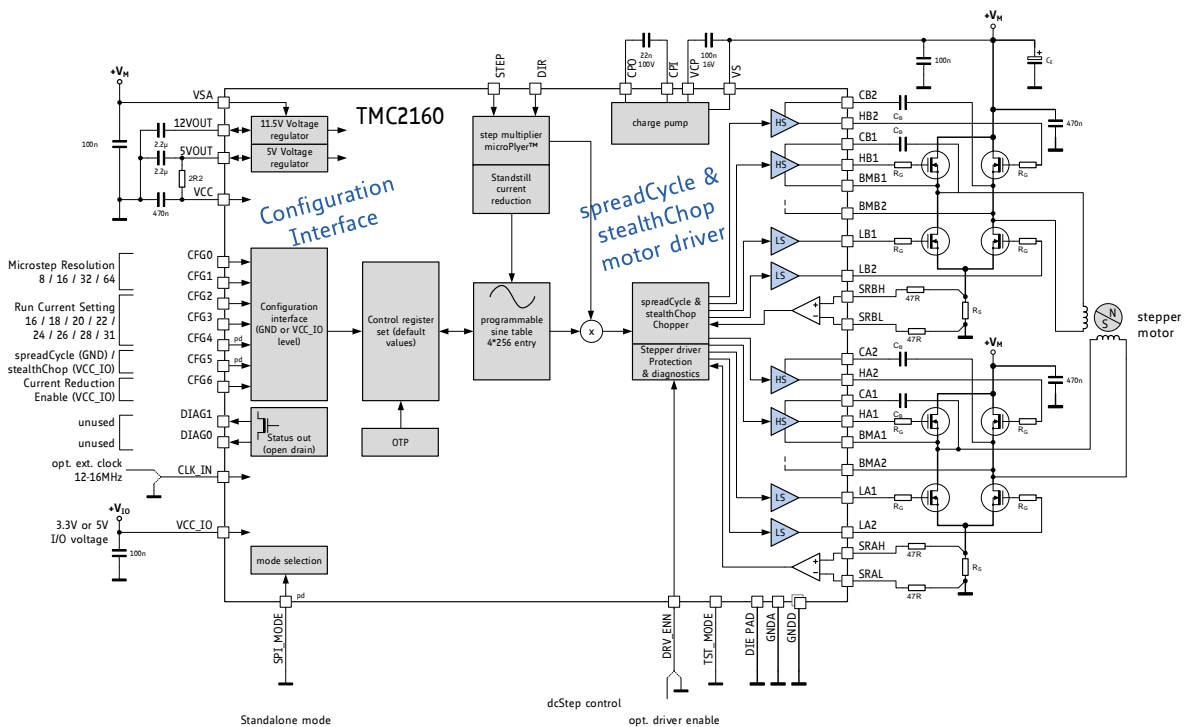 +VM
22n
100V
100n
16V
CPO
CPI
VCP
VS
STEP
DIR
100n
CE
+VM
VSA
TMC2160
12VOUT
11.5V Voltage
regulator
2.2µ
5VOUT
5V Voltage
regulator
2.2µ
2R2
100n
VCC
470n
step multiplier
microPlyer™
Standstill
current
reduction
charge pump
HS
HS
LS
LS
CB2
CB
HB2
470n
CB1
CB
HB1
RG
RG
BMB1
BMB2
LB1
RG
RG
LB2
SRBH
47R
RS
SRBL
47R
Configuration
Interface
spreadCycle &
stealthChop
motor driver
Microstep Resolution
8 / 16 / 32 / 64
Run Current Setting
16 / 18 / 20 / 22 /
24 / 26 / 28 / 31
spreadCycle (GND) /
stealthChop (VCC_IO)
Current Reduction
Enable (VCC_IO)
CFG0
CFG1
CFG2
CFG3
CFG4
pd
CFG5
pd
CFG6
Configuration
interface
(GND or VCC_IO
level)
Control register
set (default
values)
programmable
sine table
4*256 entry
x
spreadCycle &
stealthChop
Chopper
Stepper driver
Protection
& diagnostics
+
−
N
S
stepper
motor
+VM
unused
DIAG1
unused
DIAG0
Status out
(open drain)
OTP
opt. ext. clock
12-16MHz
CLK_IN
+VIO
3.3V or 5V
I/O voltage
VCC_IO
100n
mode selection
HS
HS
LS
LS
CA2
CB
HA2
470n
CA1
HA1
CB
RG
RG
BMA1
BMA2
LA1
RG
RG
LA2
SRAH
47R
+
−
RS
SRAL
47R
pd
SPI_MODE
DRV_ENN
TST_MODE
DIE PAD
GNDA
GNDD
dcStep control
Standalone mode
opt. driver enable